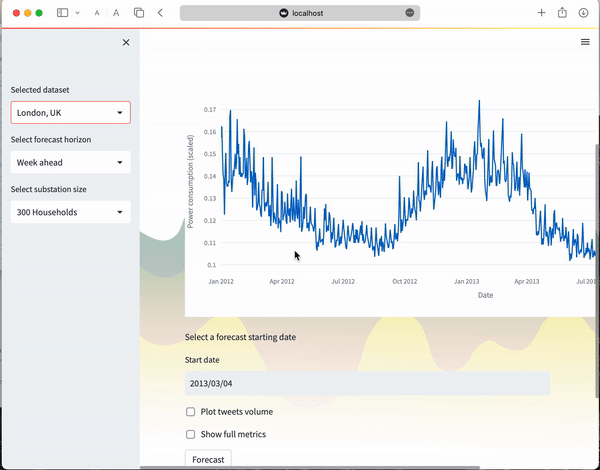 A A localhost
Selected dataset
London, UK
Select forecast horizon
Week ahead
Select substation size
300 Households
Power consumption (scaled)
0.17
0.16
0.15
0.14
0.13
0.12
0.11
0.1
Jan 2012 Apr 2012 Jul 2012 Oct 2012 Jan 2013 Apr 2013 Jul 201
Date
Select a forecast starting date
Start date
2013/03/04
Plot tweets volume
Show full metrics
Forecast